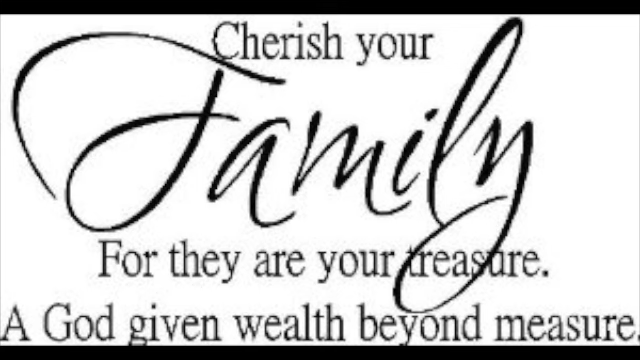 Cherish your
Family
For they are your treasure.
A God given wealth beyond measure.